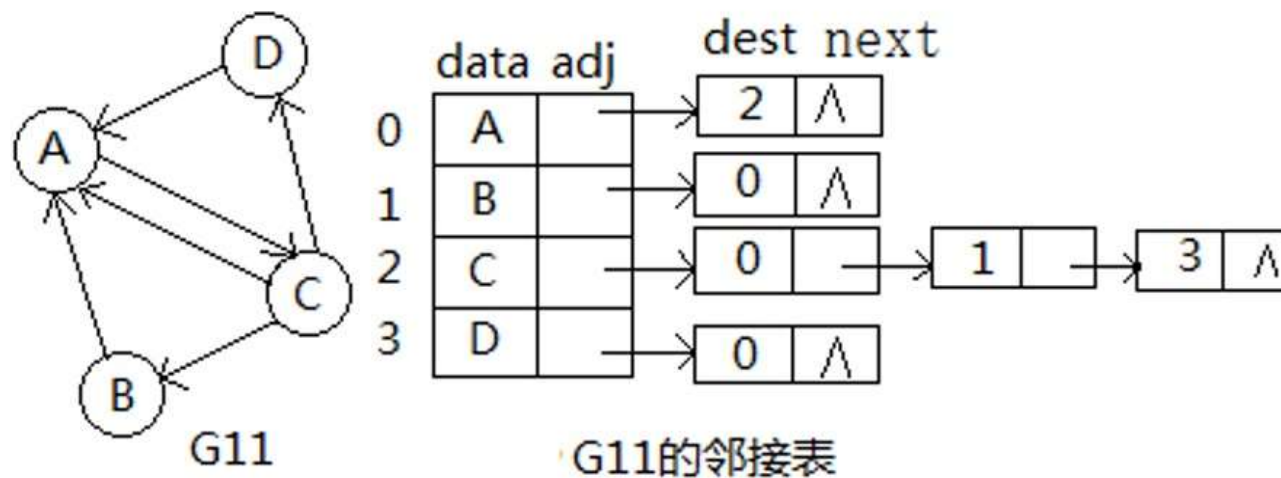 D
A
C
B
G11
data adj
dest next
0 A 2 ∧
1 B 0 ∧
2 C 0 1 3 ∧
3 D 0 ∧
G11的邻接表